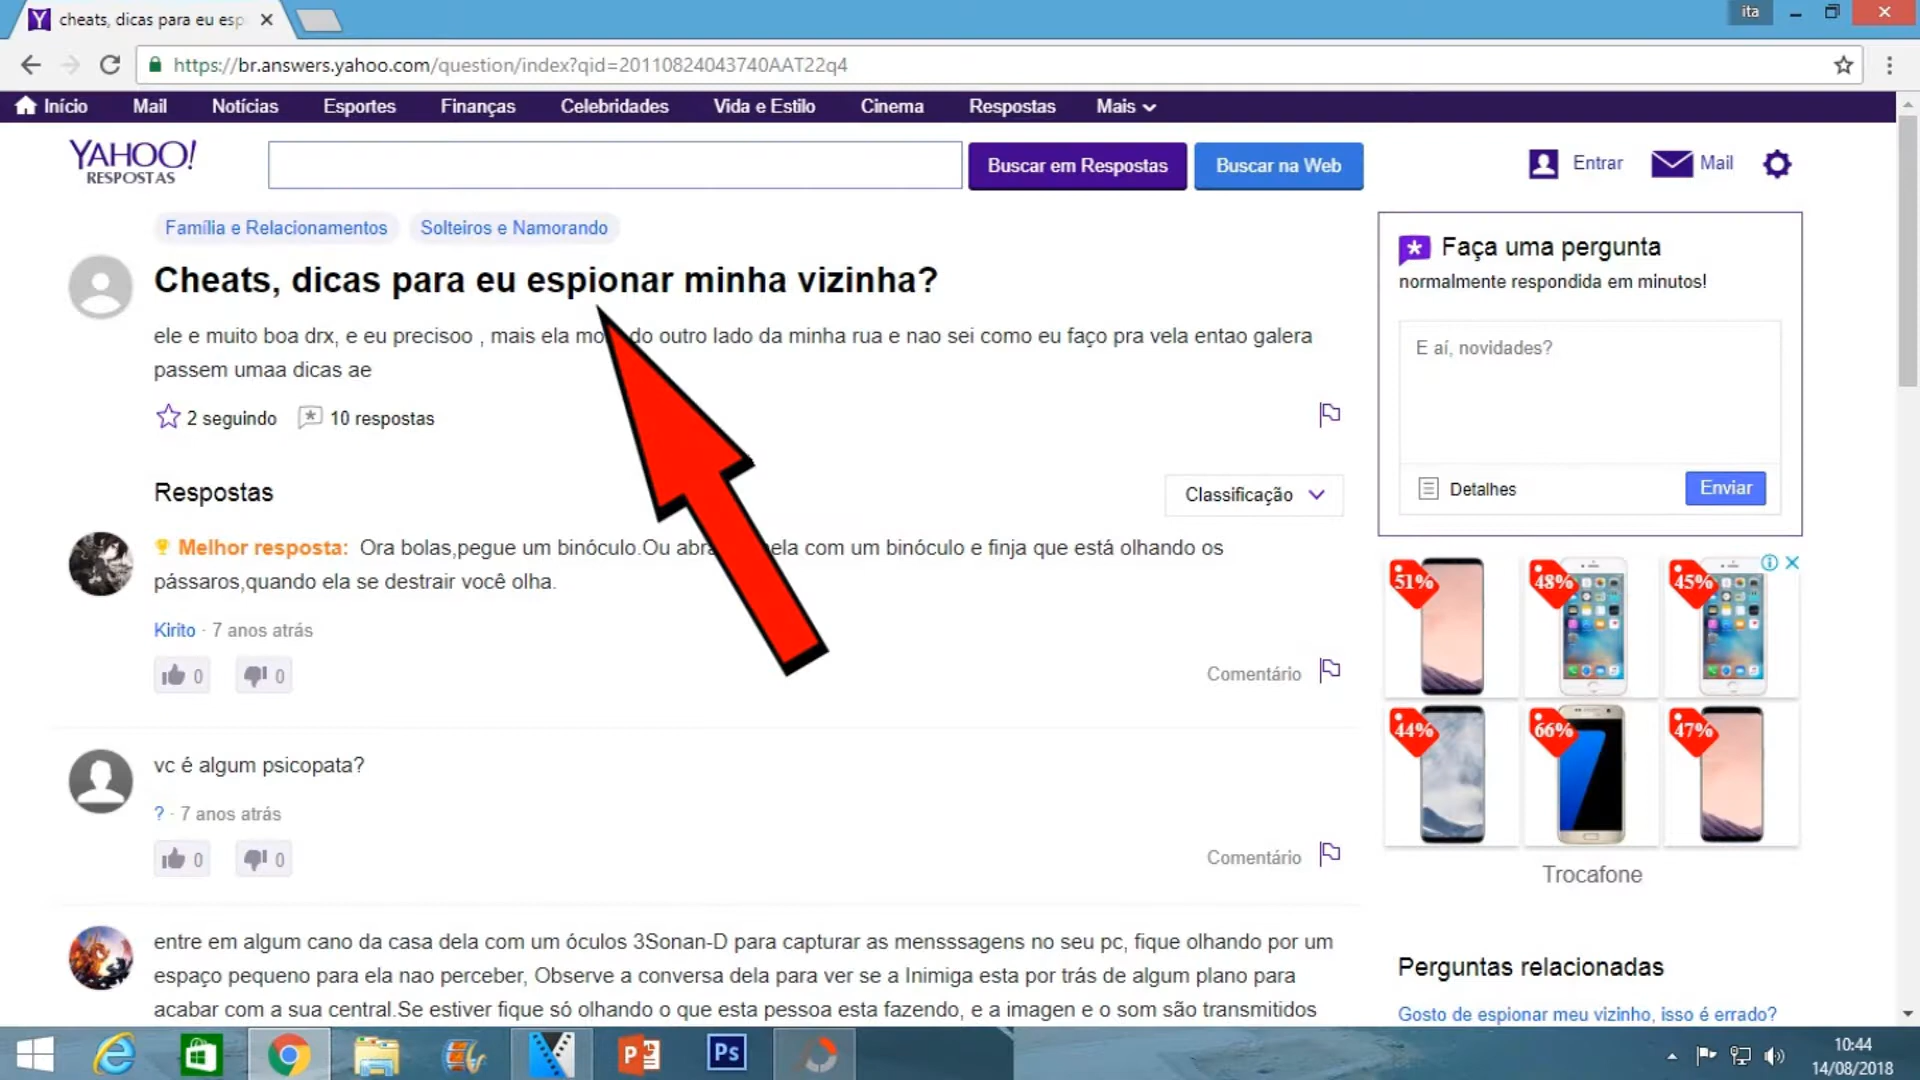 cheats, dicas para eu esp
ita
https://br.answers.yahoo.com/question/index?qid=20110824043740AAT22q4
Início Mail Notícias Esportes Finanças Celebridades Vida e Estilo Cinema Respostas Mais
YAHOO!
RESPOSTAS
Buscar em Respostas
Buscar na Web
Entrar
Mail
Família e Relacionamentos Solteiros e Namorando
Cheats, dicas para eu espionar minha vizinha?
ele e muito boa drx, e eu precisoo , mais ela do outro lado da minha rua e nao sei como eu faço pra vela entao galera
passem umaa dicas ae
2 seguindo 10 respostas
Respostas
Classificação
Melhor resposta: Ora bolas,pegue um binóculo.Ou com um binóculo e finja que está olhando os
pássaros,quando ela se destrair você olha.
Kirito · 7 anos atrás
0 0
Comentário
vc é algum psicopata?
? · 7 anos atrás
0 0
Comentário
entre em algum cano da casa dela com um óculos 3Sonan-D para capturar as mensssagens no seu pc, fique olhando por um
espaço pequeno para ela nao perceber, Observe a conversa dela para ver se a Inimiga esta por trás de algum plano para
acabar com a sua central.Se estiver fique só olhando o que esta pessoa esta fazendo, e a imagen e o som são transmitidos
Faça uma pergunta
normalmente respondida em minutos!
E aí, novidades?
Detalhes
Enviar
51% 48% 45%
44% 66% 47%
Trocafone
Perguntas relacionadas
Gosto de espionar meu vizinho, isso é errado?
Ps
10:44
14/08/2018